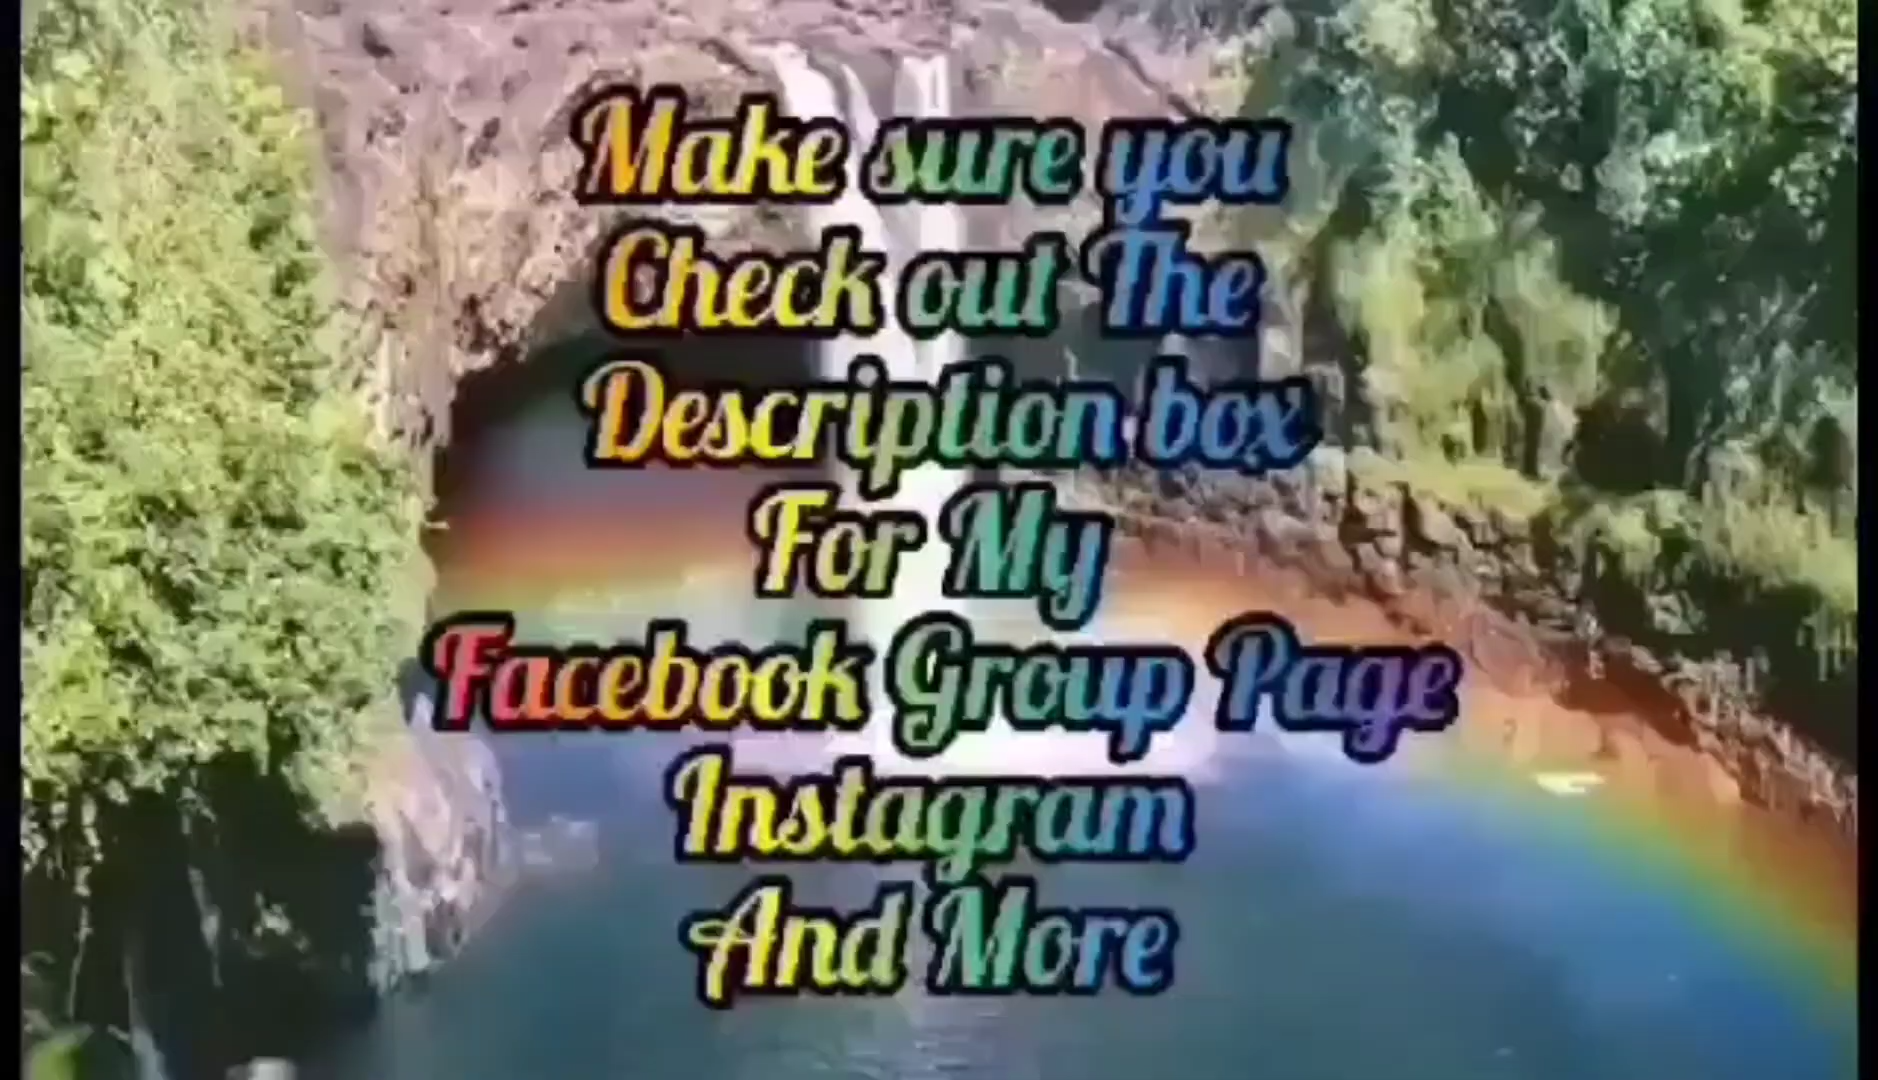 Make sure you
Check out The
Description box
For My
Facebook Group Page
Instagram
And More